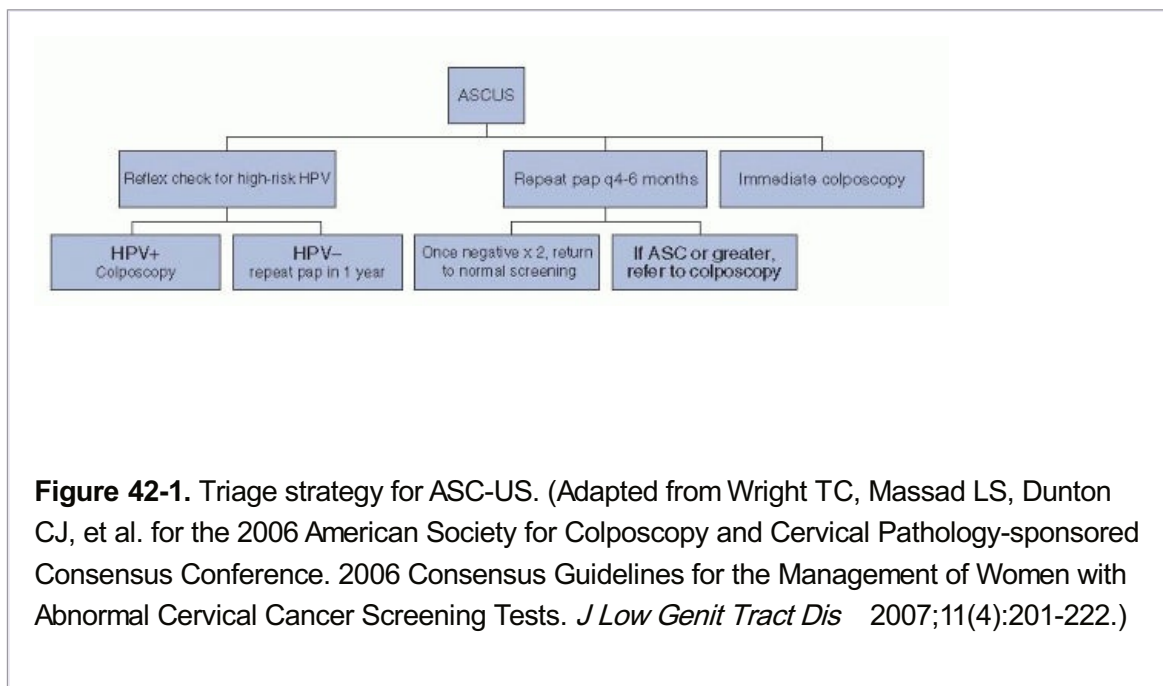 ASCUS
Reflex check for high-risk HPV
Repeat pap q4-6 months
Immediate colposcopy
HPV+
Colposcopy
HPV–
repeat pap in 1 year
Once negative x 2, return
to normal screening
If ASC or greater,
refer to colposcopy
Figure 42-1. Triage strategy for ASC-US. (Adapted from Wright TC, Massad LS, Dunton
CJ, et al. for the 2006 American Society for Colposcopy and Cervical Pathology-sponsored
Consensus Conference. 2006 Consensus Guidelines for the Management of Women with
Abnormal Cervical Cancer Screening Tests. J Low Genit Tract Dis 2007;11(4):201-222.)